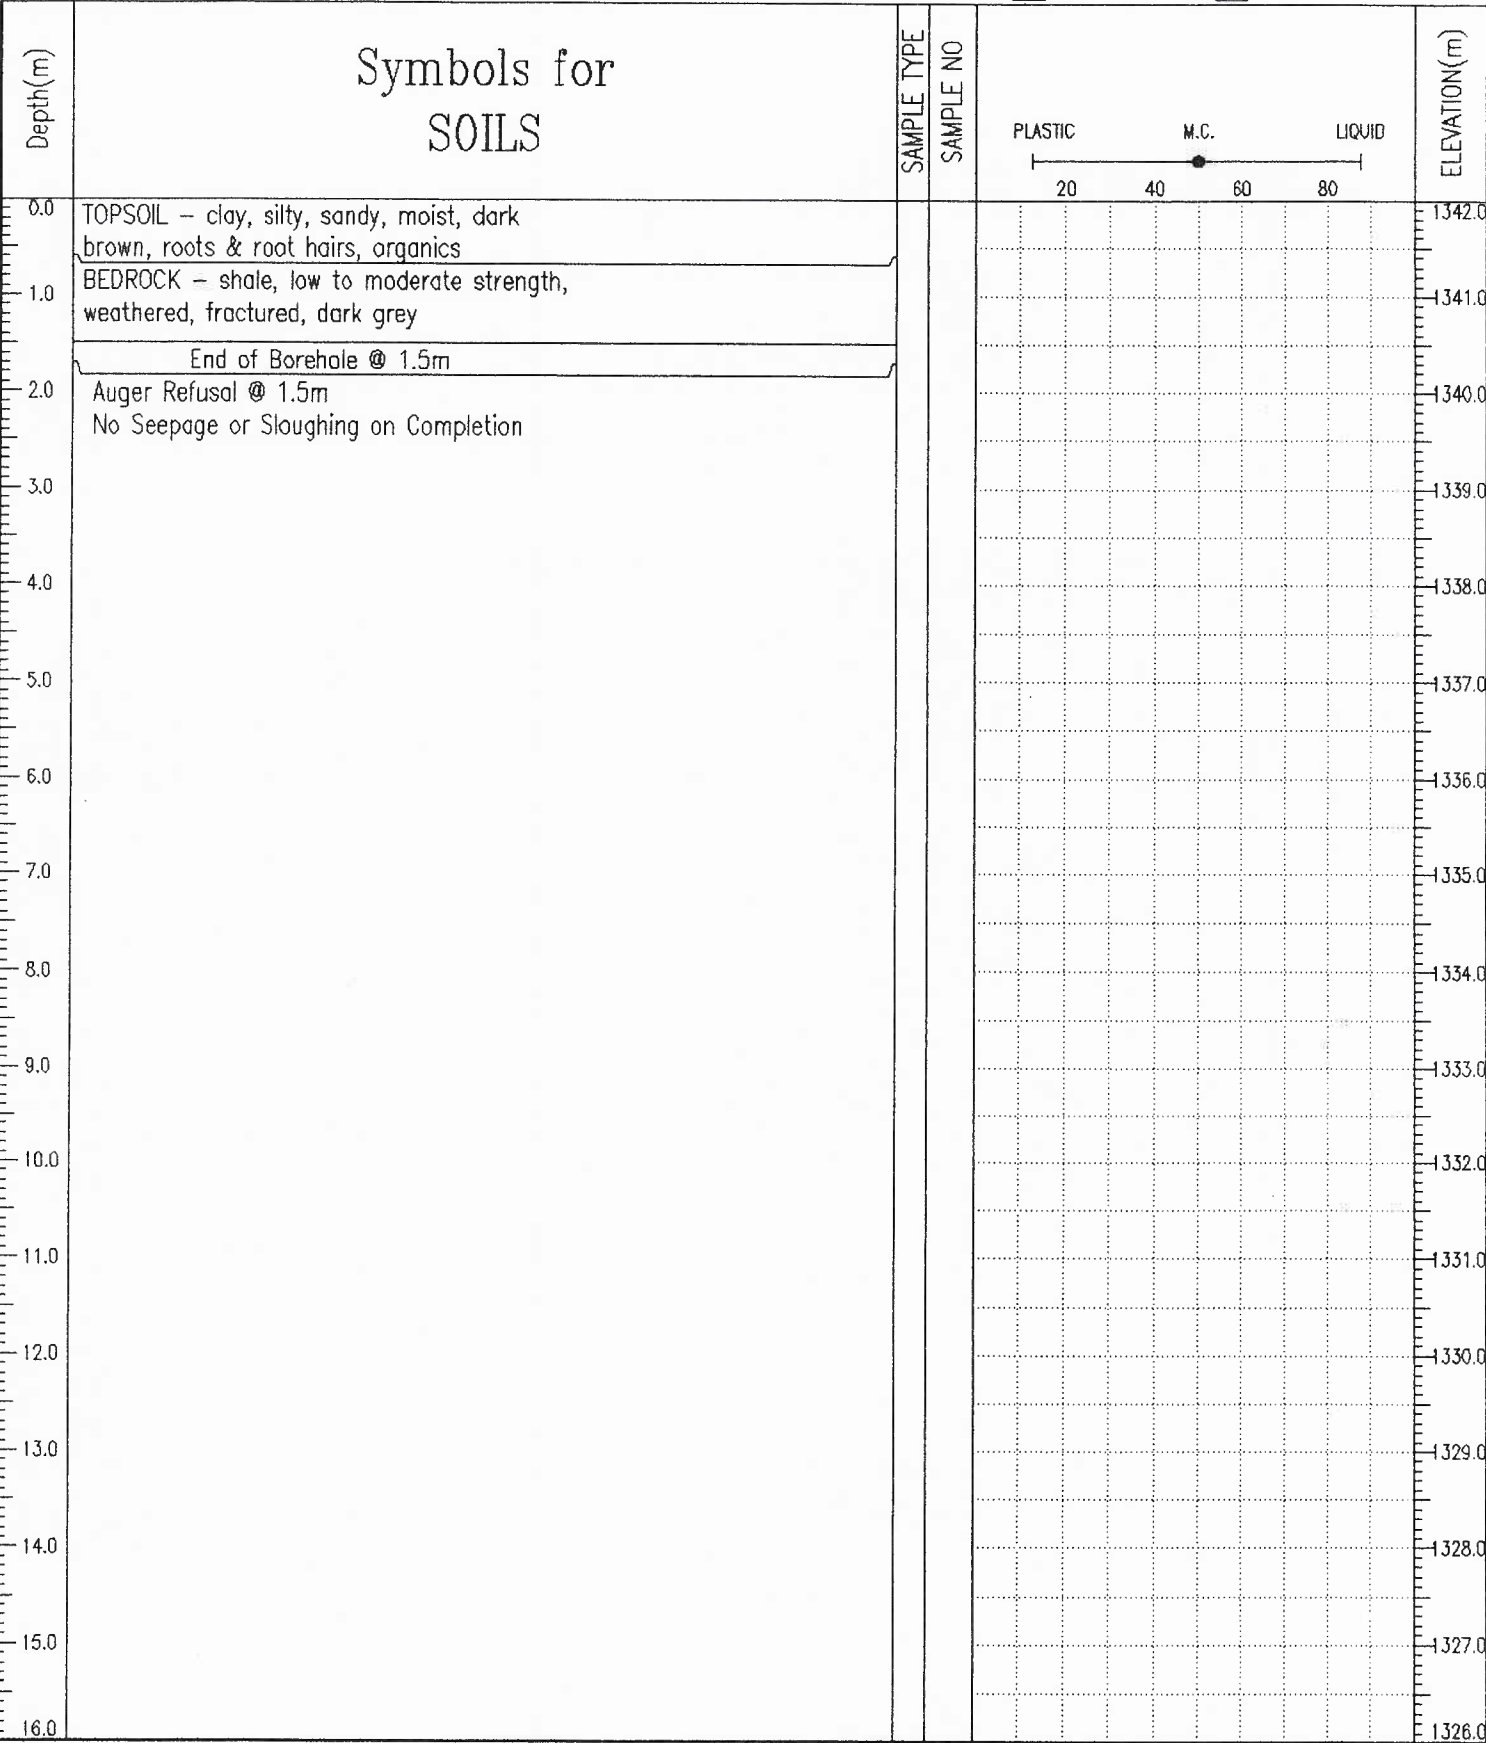 Depth(m)
Symbols for
SOILS
SAMPLE TYPE
SAMPLE NO
PLASTIC M.C. LIQUID
20 40 60 80
ELEVATION(m)
0.0
TOPSOIL – clay, silty, sandy, moist, dark
brown, roots & root hairs, organics
BEDROCK – shale, low to moderate strength,
weathered, fractured, dark grey
End of Borehole @ 1.5m
Auger Refusal @ 1.5m
No Seepage or Sloughing on Completion
1.0
2.0
3.0
4.0
5.0
6.0
7.0
8.0
9.0
10.0
11.0
12.0
13.0
14.0
15.0
16.0
1342.0
1341.0
1340.0
1339.0
1338.0
1337.0
1336.0
1335.0
1334.0
1333.0
1332.0
1331.0
1330.0
1329.0
1328.0
1327.0
1326.0